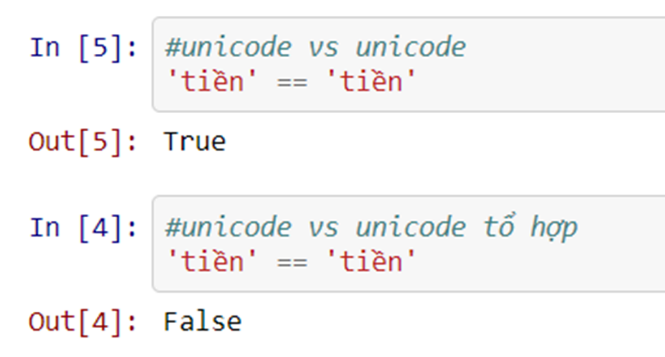 In [5]: #unicode vs unicode
'tiền' == 'tiền'
Out[5]: True
In [4]: #unicode vs unicode tổ hợp
'tiền' == 'tiền'
Out[4]: False